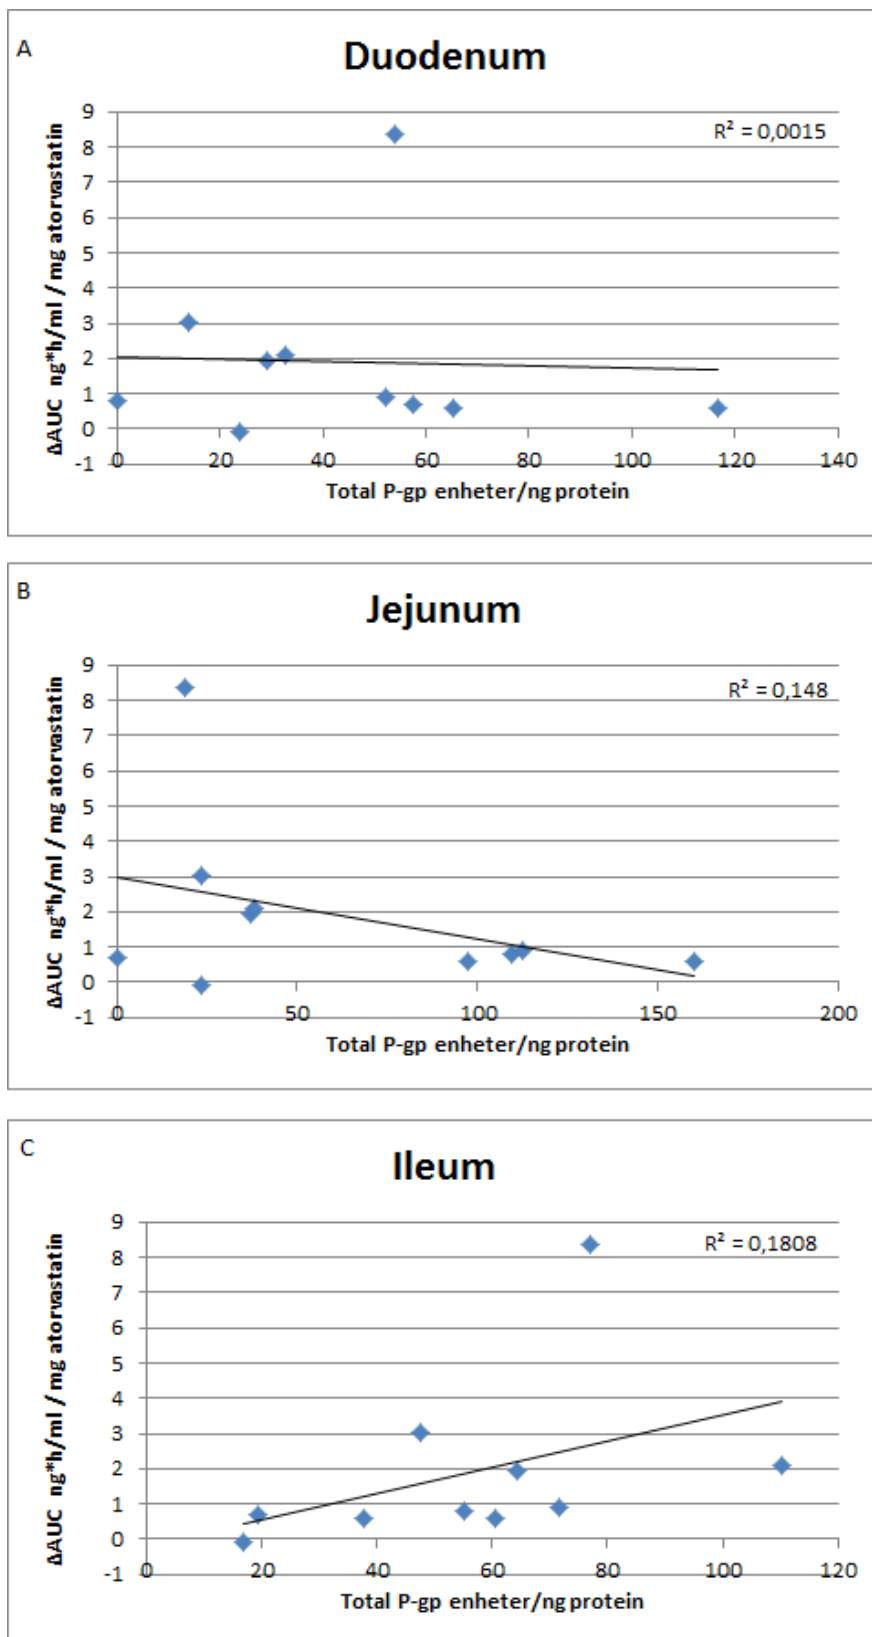 A
Duodenum
R² = 0,0015
ΔAUC ng*h/ml / mg atorvastatin
9
8
7
6
5
4
3
2
1
0
-1
0 20 40 60 80 100 120 140
Total P-gp enheter/ng protein
B
Jejunum
R² = 0,148
ΔAUC ng*h/ml / mg atorvastatin
9
8
7
6
5
4
3
2
1
0
-1
0 50 100 150 200
Total P-gp enheter/ng protein
C
Ileum
R² = 0,1808
ΔAUC ng*h/ml / mg atorvastatin
9
8
7
6
5
4
3
2
1
0
-1
0 20 40 60 80 100 120
Total P-gp enheter/ng protein